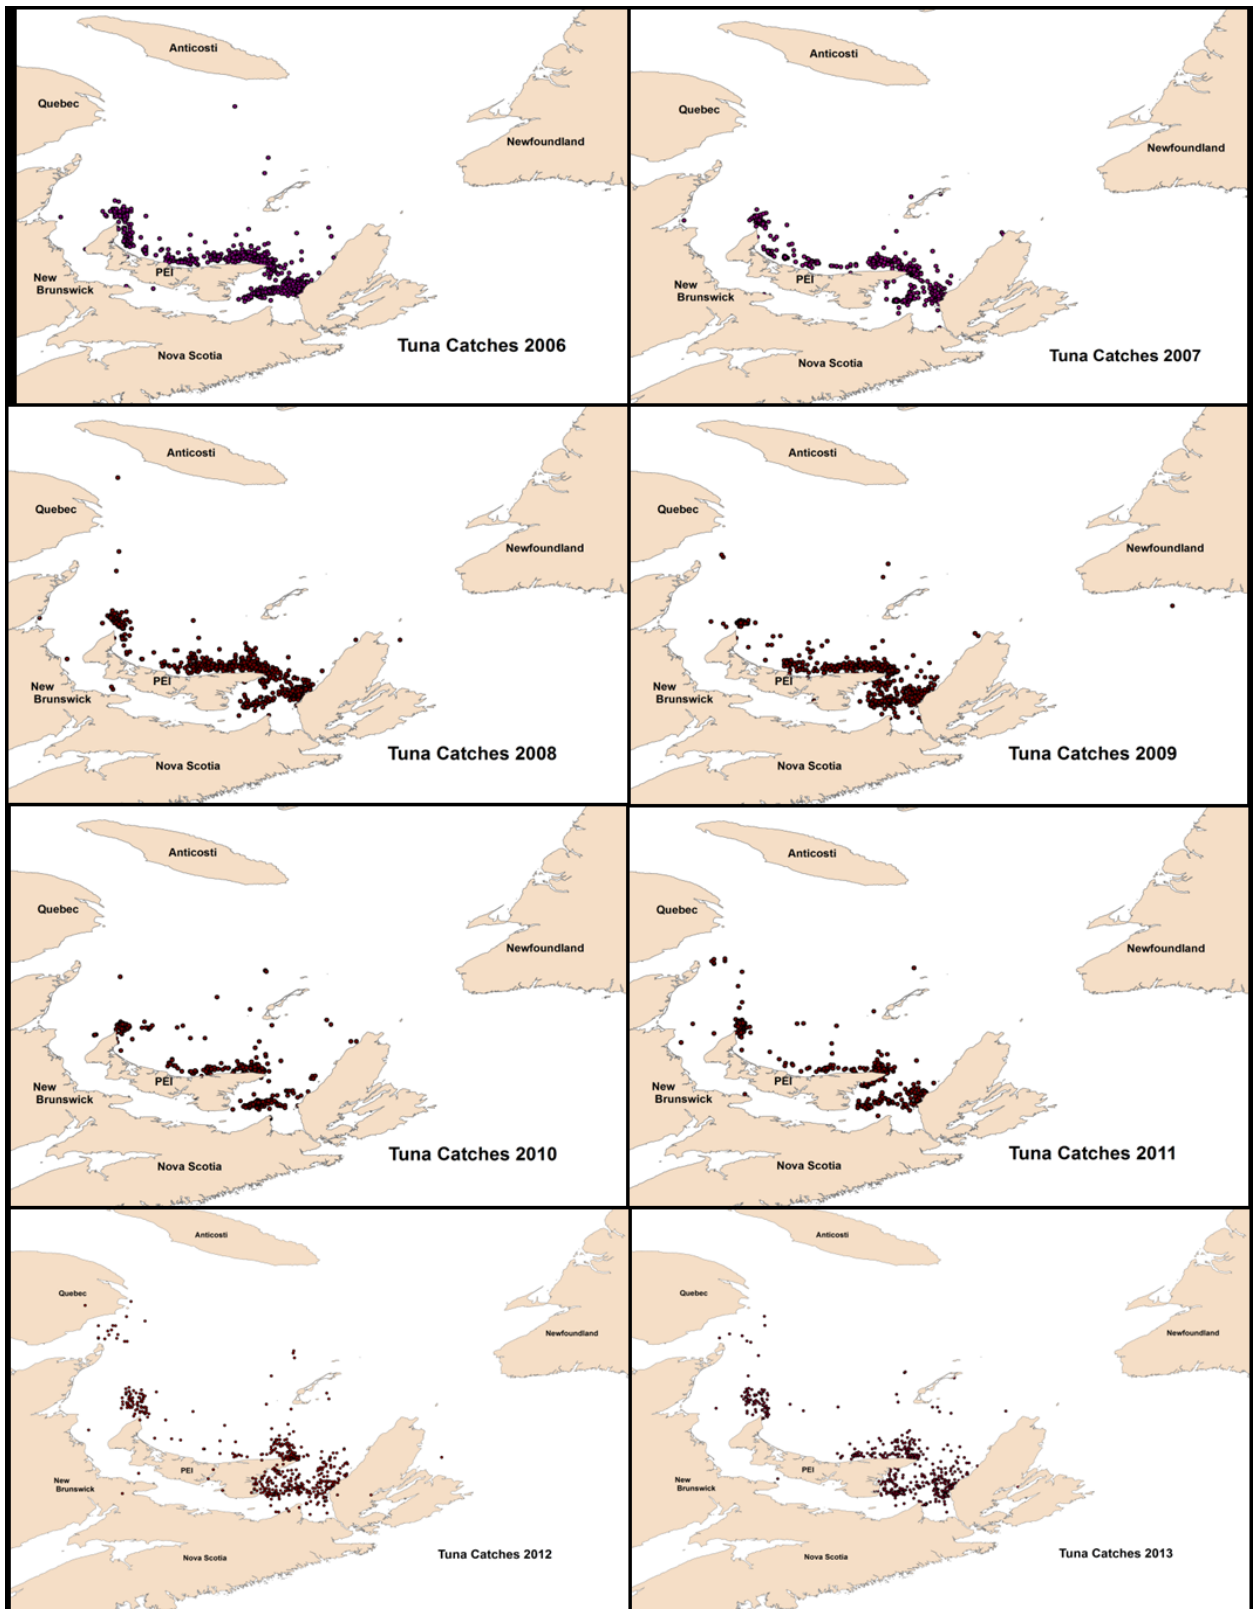 Anticosti
Quebec
Newfoundland
PEI
New
Brunswick
Nova Scotia
Tuna Catches 2006
Anticosti
Quebec
Newfoundland
PEI
New
Brunswick
Nova Scotia
Tuna Catches 2007
Anticosti
Quebec
Newfoundland
PEI
New
Brunswick
Nova Scotia
Tuna Catches 2008
Anticosti
Quebec
Newfoundland
PEI
New
Brunswick
Nova Scotia
Tuna Catches 2009
Anticosti
Quebec
Newfoundland
PEI
New
Brunswick
Nova Scotia
Tuna Catches 2010
Anticosti
Quebec
Newfoundland
PEI
New
Brunswick
Nova Scotia
Tuna Catches 2011
Anticosti
Quebec
Newfoundland
PEI
New
Brunswick
Nova Scotia
Tuna Catches 2012
Anticosti
Quebec
Newfoundland
PEI
New
Brunswick
Nova Scotia
Tuna Catches 2013